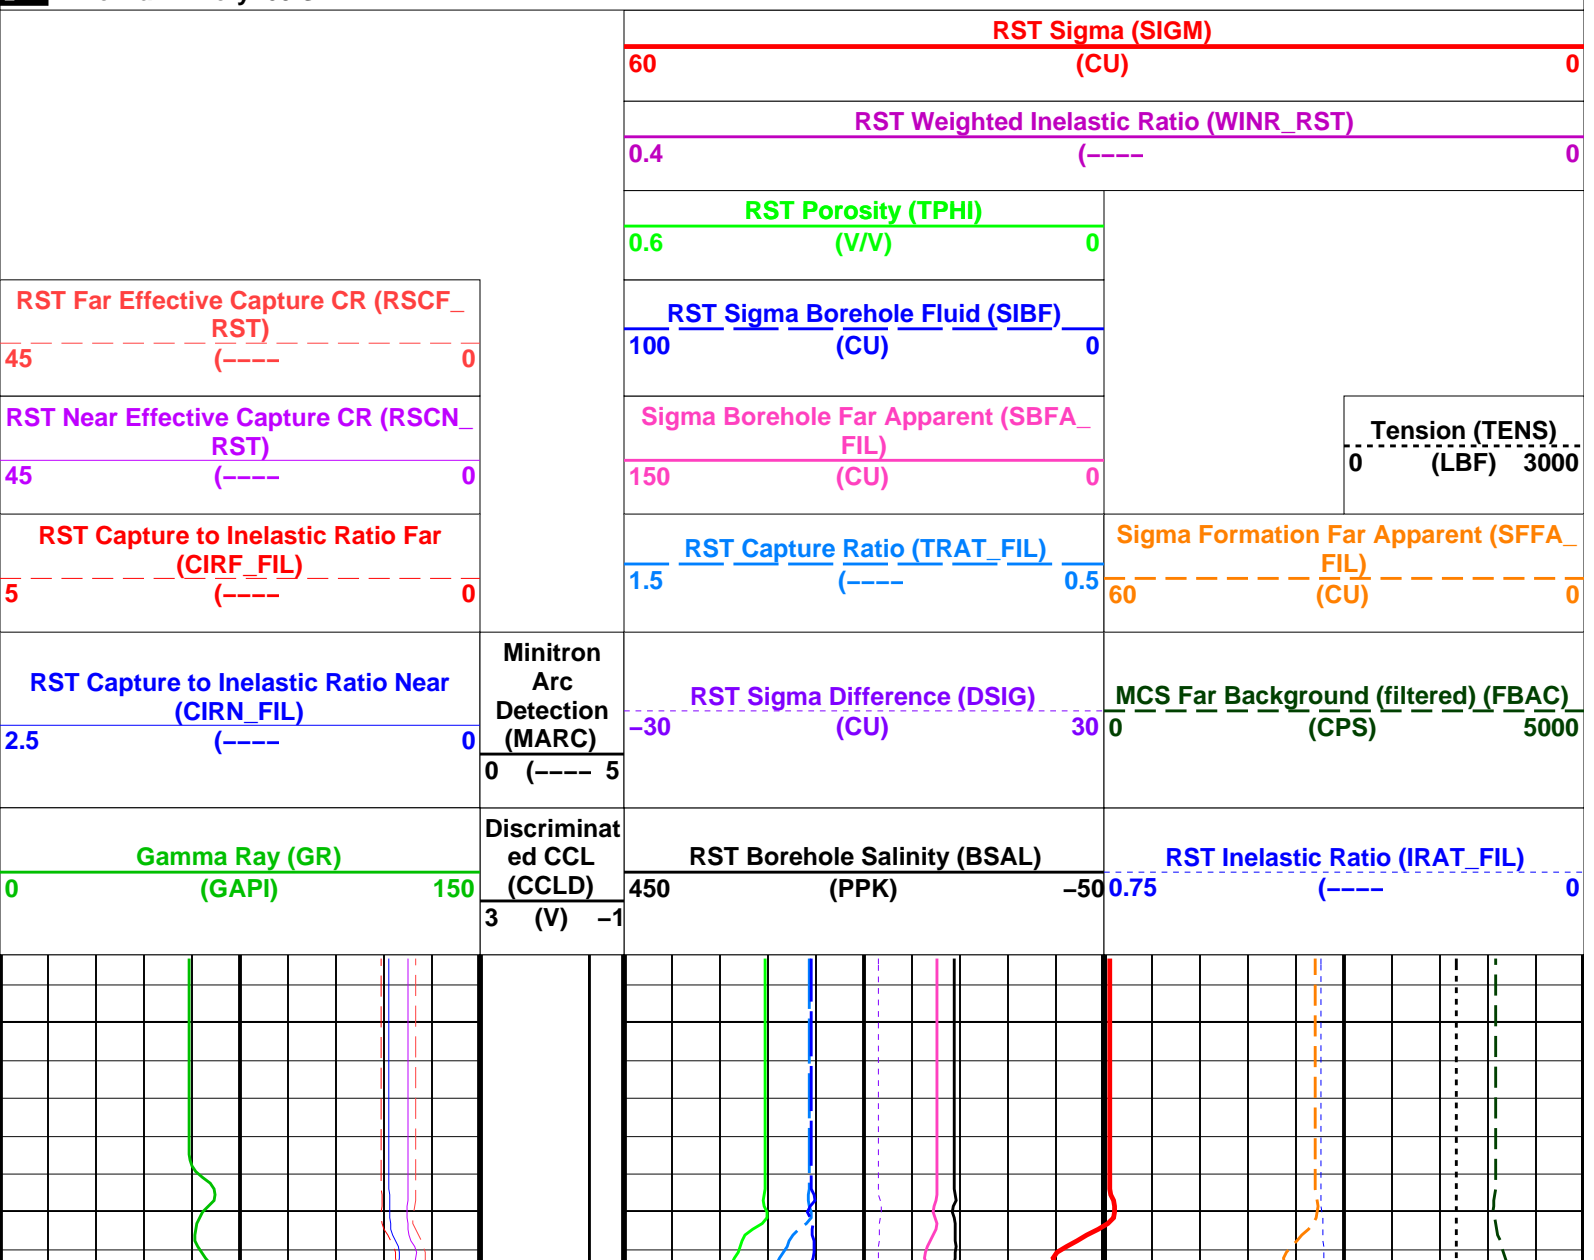 RST Sigma (SIGM)
60 (CU) 0
RST Weighted Inelastic Ratio (WINR_RST)
0.4 (---- 0
RST Porosity (TPHI)
0.6 (V/V) 0
RST Far Effective Capture CR (RSCF_
RST)
45 (---- 0
RST Sigma Borehole Fluid (SIBF)
100 (CU) 0
RST Near Effective Capture CR (RSCN_
RST)
45 (---- 0
Sigma Borehole Far Apparent (SBFA_
FIL)
150 (CU) 0
Tension (TENS)
0 (LBF) 3000
RST Capture to Inelastic Ratio Far
(CIRF_FIL)
5 (---- 0
RST Capture Ratio (TRAT_FIL)
1.5 (---- 0.5
Sigma Formation Far Apparent (SFFA_
FIL)
60 (CU) 0
RST Capture to Inelastic Ratio Near
(CIRN_FIL)
2.5 (---- 0
Minitron
Arc
Detection
(MARC)
0 (---- 5
RST Sigma Difference (DSIG)
−30 (CU) 30
MCS Far Background (filtered) (FBAC)
0 (CPS) 5000
Gamma Ray (GR)
0 (GAPI) 150
Discriminat
ed CCL
(CCLD)
3 (V) −1
RST Borehole Salinity (BSAL)
450 (PPK) −50
RST Inelastic Ratio (IRAT_FIL)
0.75 (---- 0